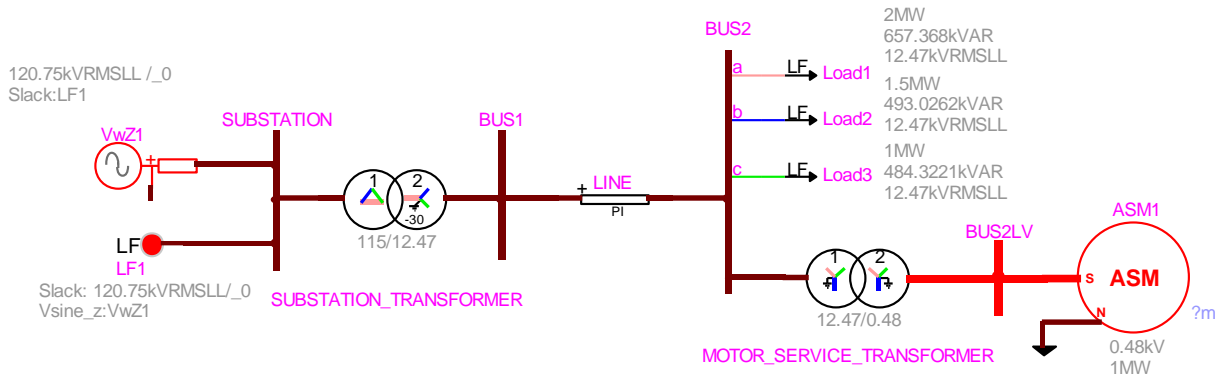 120.75kVRMSLL /_0
Slack:LF1
VwZ1
+
LF
LF1
Slack: 120.75kVRMSLL/_0
Vsine_z:VwZ1
SUBSTATION
1
2
-30
115/12.47
SUBSTATION_TRANSFORMER
BUS1
+
LINE
PI
BUS2
a
LF
Load1
2MW
657.368kVAR
12.47kVRMSLL
b
LF
Load2
1.5MW
493.0262kVAR
12.47kVRMSLL
c
LF
Load3
1MW
484.3221kVAR
12.47kVRMSLL
1
2
12.47/0.48
MOTOR_SERVICE_TRANSFORMER
BUS2LV
ASM1
S
ASM
N
?m
0.48kV
1MW